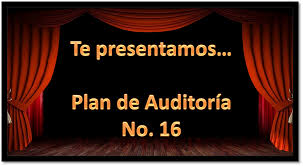 Te presentamos...
Plan de Auditoría
No. 16